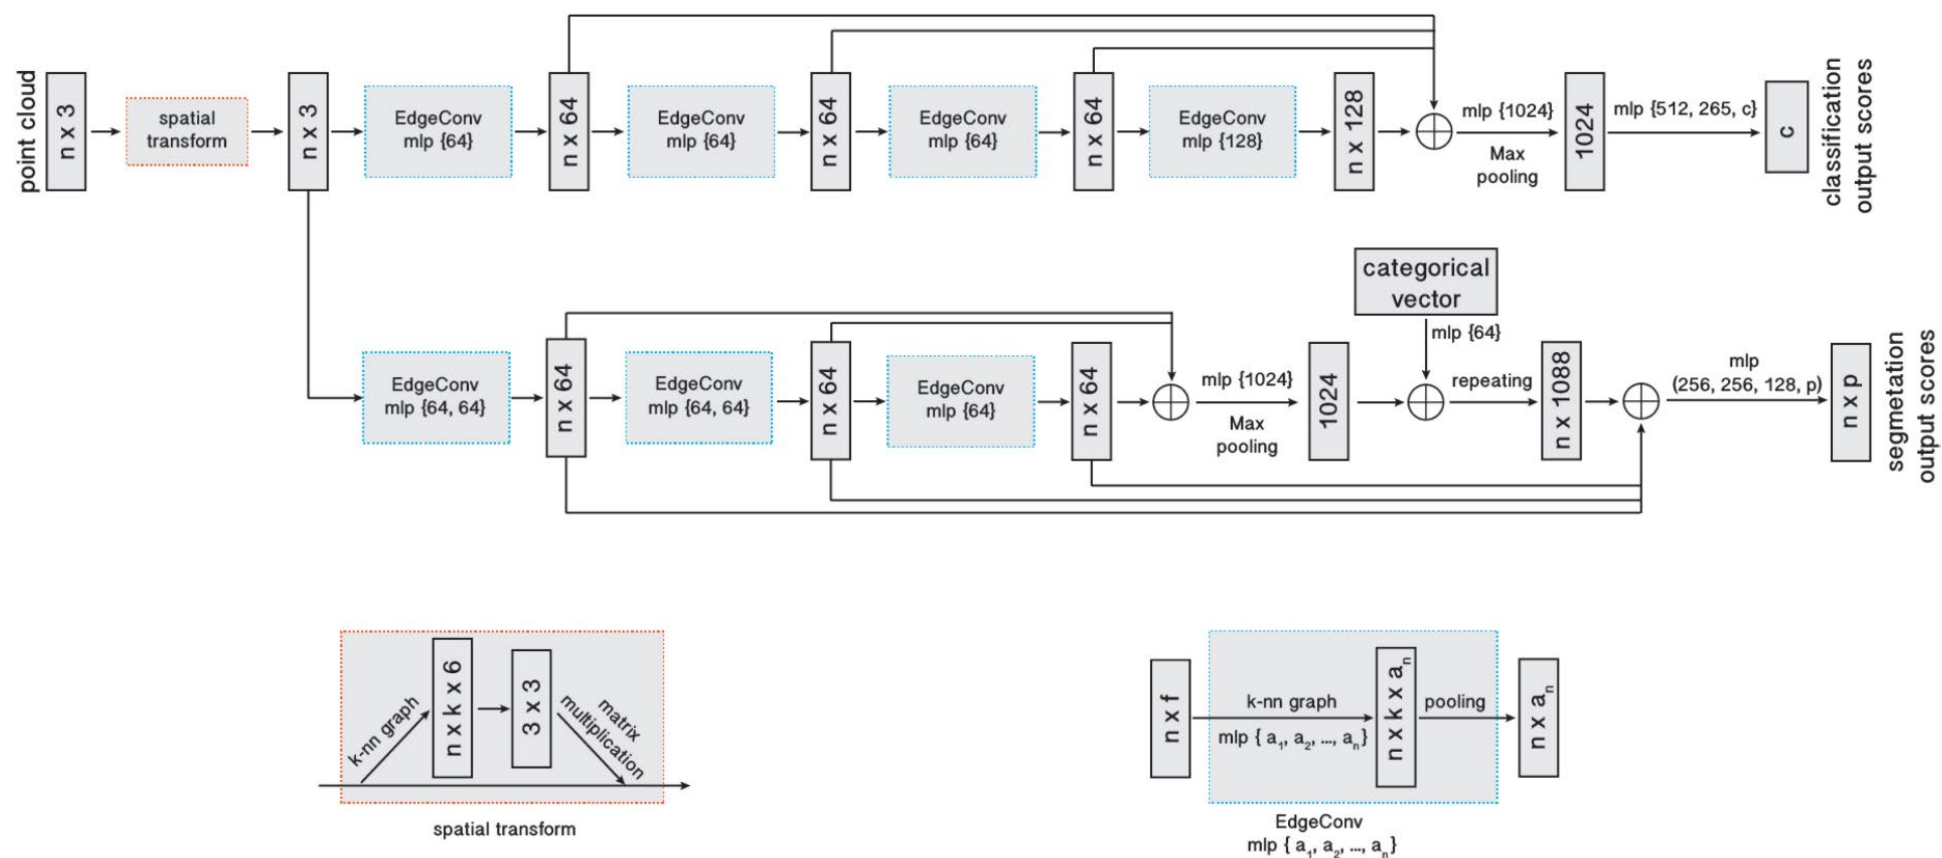 point cloud
n x 3
spatial
transform
n x 3
EdgeConv
mlp {64}
n x 64
EdgeConv
mlp {64}
n x 64
EdgeConv
mlp {64}
n x 64
EdgeConv
mlp {128}
n x 128
mlp {1024}
Max
pooling
1024
mlp {512, 265, c}
c
classification
output scores
categorical
vector
mlp {64}
EdgeConv
mlp {64, 64}
n x 64
EdgeConv
mlp {64, 64}
n x 64
EdgeConv
mlp {64}
n x 64
mlp {1024}
Max
pooling
1024
repeating
n x 1088
mlp
(256, 256, 128, p)
n x p
segmetation
output scores
k-nn graph
n x k x 6
3 x 3
matrix
multiplication
spatial transform
n x f
k-nn graph
mlp { a₁, a₂, ..., aₙ}
n x k x aₙ
pooling
n x aₙ
EdgeConv
mlp { a₁, a₂, ..., aₙ}